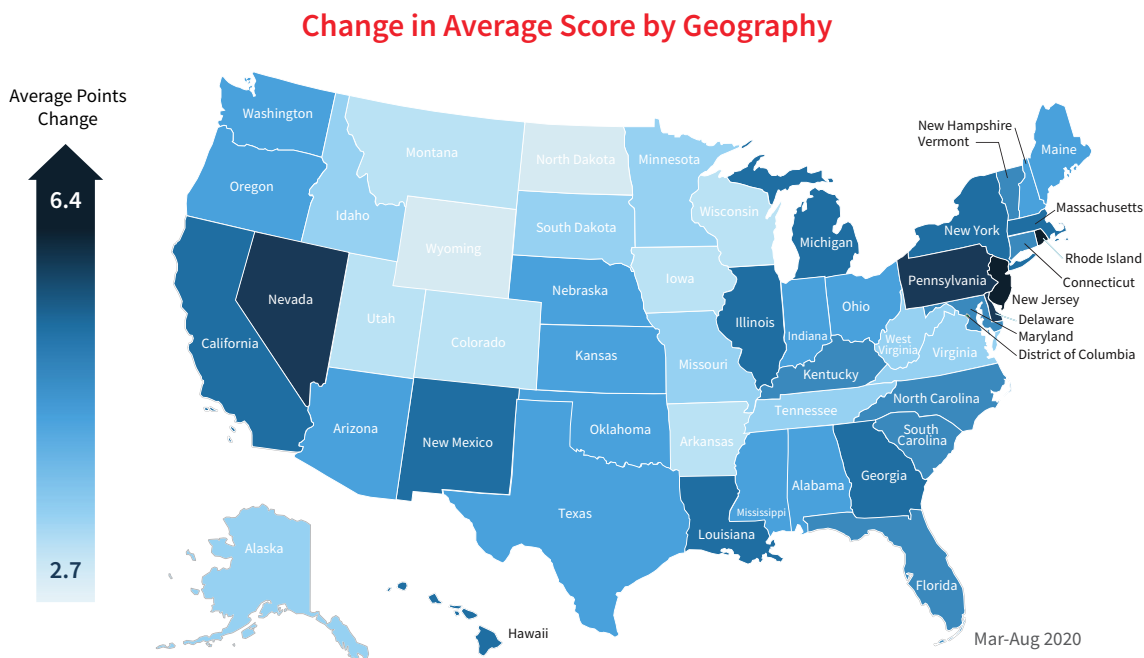 Change in Average Score by Geography
Average Points
Change
6.4
2.7
Washington
Oregon
California
Nevada
Idaho
Montana
Wyoming
Utah
Colorado
Arizona
New Mexico
North Dakota
South Dakota
Nebraska
Kansas
Oklahoma
Texas
Minnesota
Iowa
Missouri
Arkansas
Louisiana
Wisconsin
Illinois
Michigan
Indiana
Ohio
Kentucky
Tennessee
Mississippi
Alabama
Georgia
Florida
South
Carolina
North Carolina
Virginia
West
Virginia
Pennsylvania
New York
New Hampshire
Vermont
Maine
Massachusetts
Rhode Island
Connecticut
New Jersey
Delaware
Maryland
District of Columbia
Alaska
Hawaii
Mar-Aug 2020